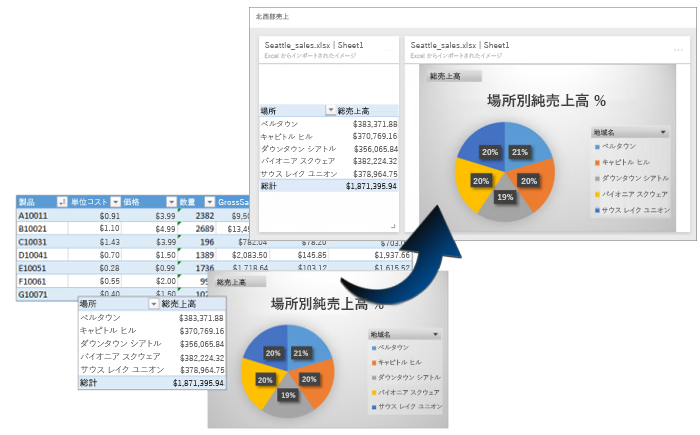 北西部売上
Seattle_sales.xlsx | Sheet1
Excel からインポートされたイメージ
場所 総売上高
ベルタウン $383,371.88
キャピトル ヒル $370,769.16
ダウンタウン シアトル $356,065.84
パイオニア スクウェア $382,224.32
サウス レイク ユニオン $378,964.75
総計 $1,871,395.94
Seattle_sales.xlsx | Sheet1
Excel からインポートされたイメージ
総売上高
場所別純売上高 %
20% 21%
20% 20%
19%
地域名
ベルタウン
キャピトル ヒル
ダウンタウン シアトル
パイオニア スクウェア
サウス レイク ユニオン
製品 単位コスト 価格 数量 GrossSa
A10011 $0.91 $3.99 2382 $9,50
B10021 $1.10 $4.99 2689 $13,4
C10031 $1.43 $3.99 196 $782.04 $78.20 $703.
D10041 $0.70 $1.50 1389 $2,083.50 $145.85 $1,937.66
E10051 $0.28 $0.99 1736 $1,718.64 $103.12 $1,615.52
F10061 $0.55 $2.00
G10071 $0.40 $1.50
場所 総売上高
ベルタウン $383,371.88
キャピトル ヒル $370,769.16
ダウンタウン シアトル $356,065.84
パイオニア スクウェア $382,224.32
サウス レイク ユニオン $378,964.75
総計 $1,871,395.94
総売上高
場所別純売上高 %
20% 21%
20% 20%
19%
地域名
ベルタウン
キャピトル ヒル
ダウンタウン シアトル
パイオニア スクウェア
サウス レイク ユニオン